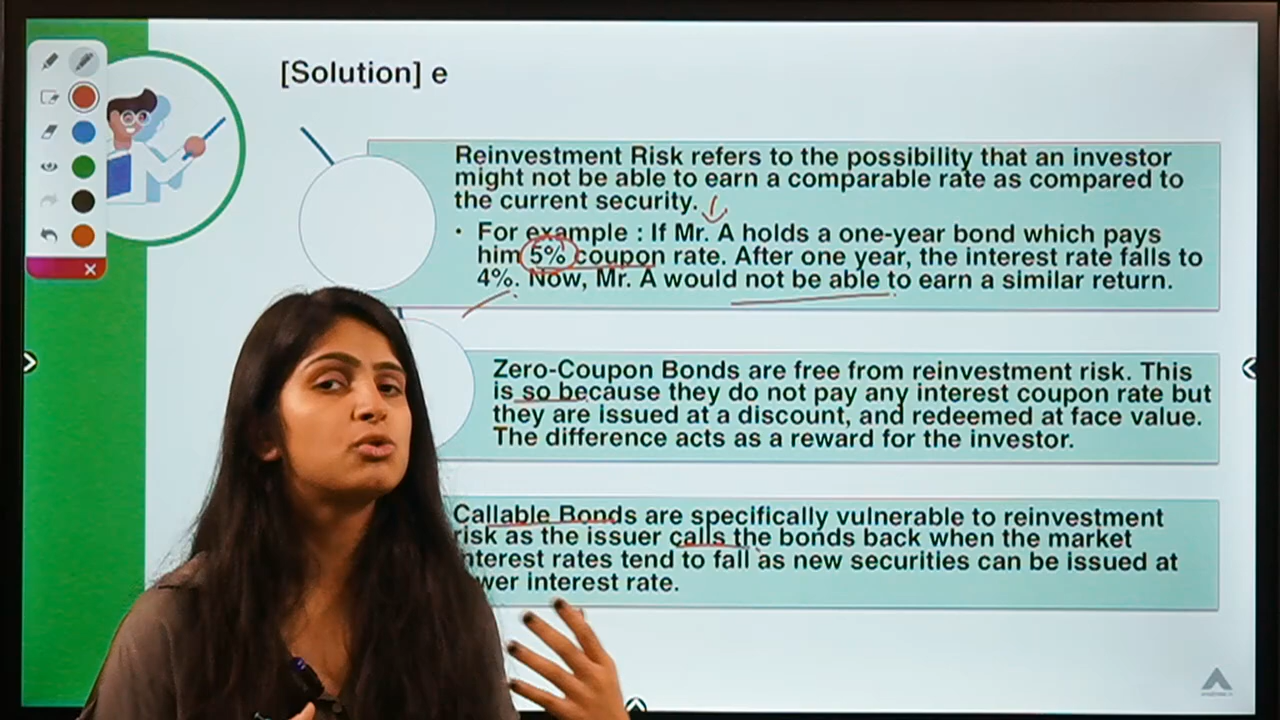 [Solution] e
Reinvestment Risk refers to the possibility that an investor
might not be able to earn a comparable rate as compared to
the current security.
• For example : If Mr. A holds a one-year bond which pays
him 5% coupon rate. After one year, the interest rate falls to
4%. Now, Mr. A would not be able to earn a similar return.
Zero-Coupon Bonds are free from reinvestment risk. This
is so because they do not pay any interest coupon rate but
they are issued at a discount, and redeemed at face value.
The difference acts as a reward for the investor.
Callable Bonds are specifically vulnerable to reinvestment
risk as the issuer calls the bonds back when the market
nterest rates tend to fall as new securities can be issued at
wer interest rate.